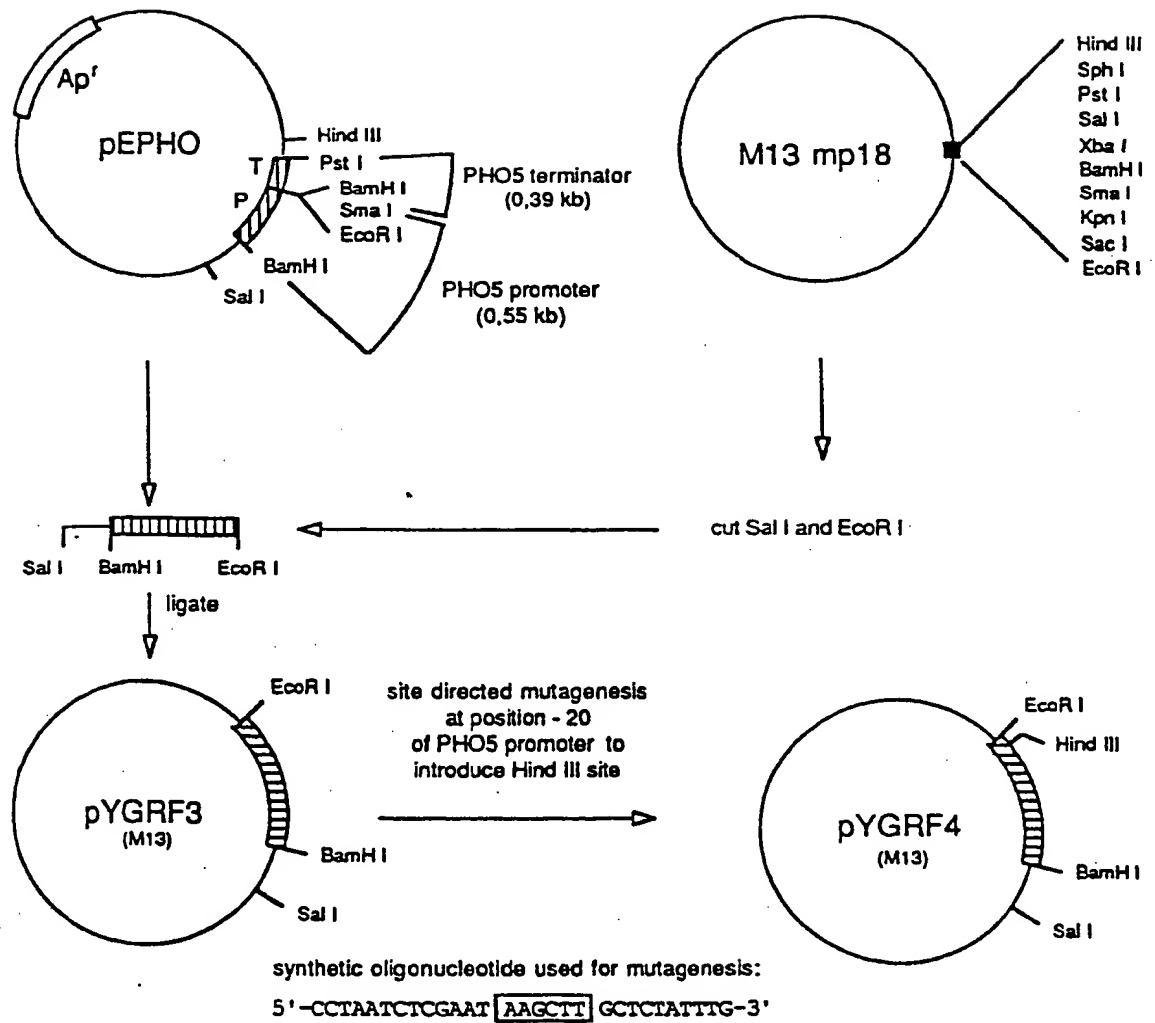 Apʳ
pEPHO
Hind III
T
Pst I
P
BamH I
Sma I
EcoR I
BamH I
Sal I
PHO5 terminator
(0,39 kb)
PHO5 promoter
(0,55 kb)
M13 mp18
Hind III
Sph I
Pst I
Sal I
Xba I
BamH I
Sma I
Kpn I
Sac I
EcoR I
cut Sal I and EcoR I
Sal I BamH I EcoR I
ligate
EcoR I
pYGRF3
(M13)
BamH I
Sal I
site directed mutagenesis
at position - 20
of PHO5 promoter to
introduce Hind III site
EcoR I
Hind III
pYGRF4
(M13)
BamH I
Sal I
synthetic oligonucleotide used for mutagenesis:
5'-CCTAATCTCGAAT AAGCTT GCTCTATTTG-3'